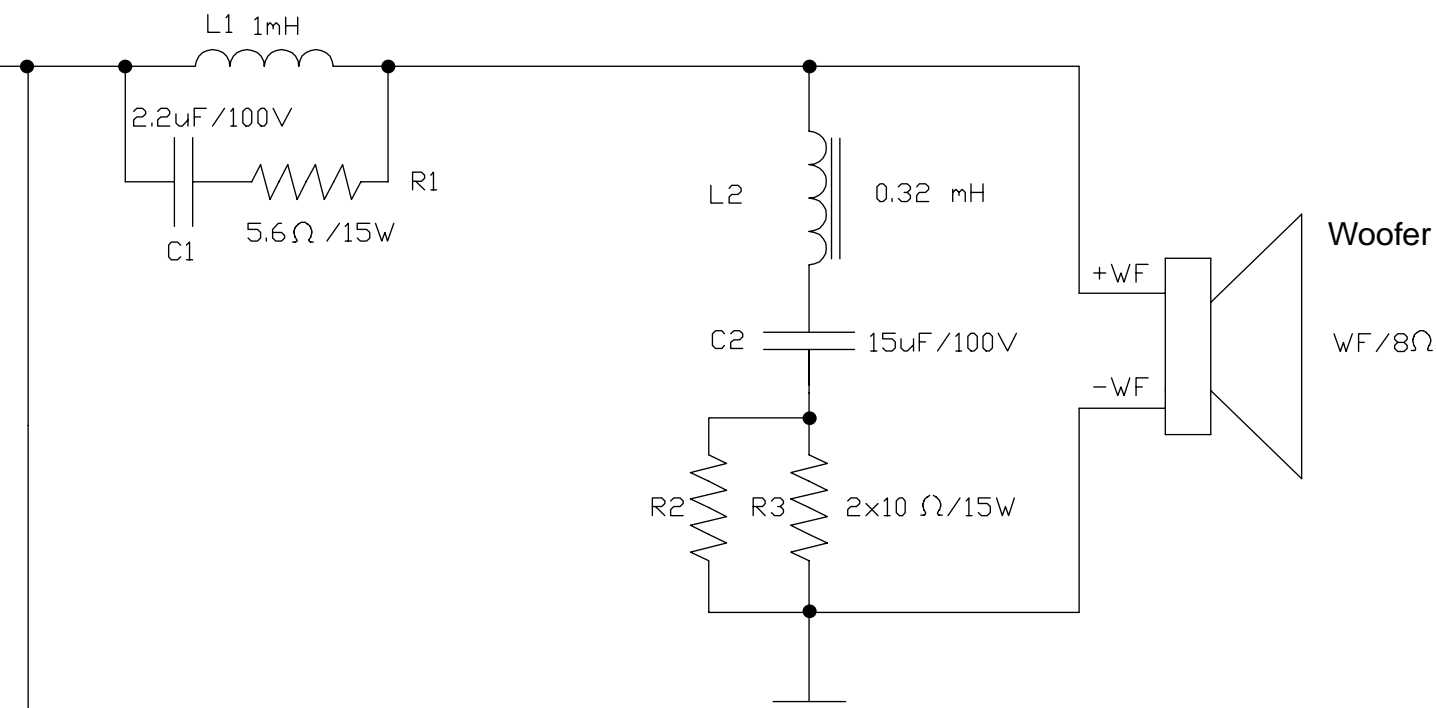 L1 1mH
2.2uF/100V
R1
5.6Ω /15W
C1
L2
0.32 mH
Woofer
+WF
C2
15uF/100V
WF/8Ω
-WF
R2
R3
2x10 Ω/15W